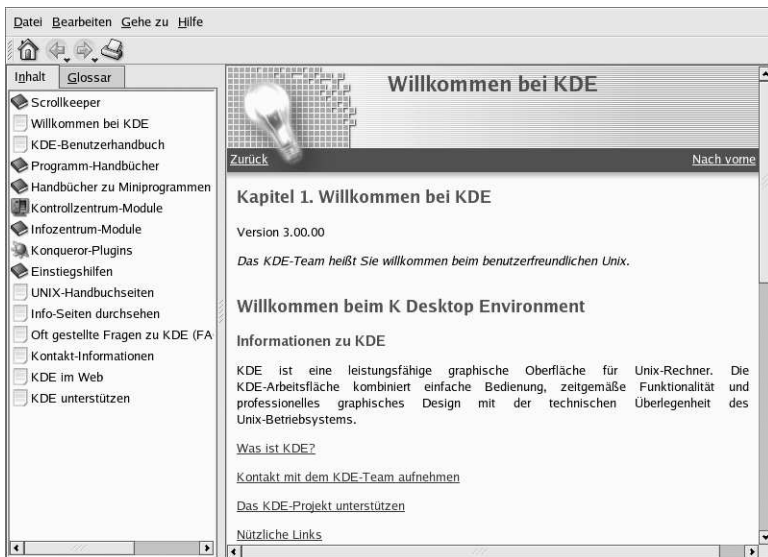 Datei Bearbeiten Gehe zu Hilfe
Inhalt Glossar
Scrollkeeper
Willkommen bei KDE
KDE-Benutzerhandbuch
Programm-Handbücher
Handbücher zu Miniprogrammen
Kontrollzentrum-Module
Infozentrum-Module
Konqueror-Plugins
Einstiegshilfen
UNIX-Handbuchseiten
Info-Seiten durchsehen
Oft gestellte Fragen zu KDE (FA
Kontakt-Informationen
KDE im Web
KDE unterstützen
Willkommen bei KDE
Zurück Nach vorne
Kapitel 1. Willkommen bei KDE
Version 3.00.00
Das KDE-Team heißt Sie willkommen beim benutzerfreundlichen Unix.
Willkommen beim K Desktop Environment
Informationen zu KDE
KDE ist eine leistungsfähige graphische Oberfläche für Unix-Rechner. Die
KDE-Arbeitsfläche kombiniert einfache Bedienung, zeitgemäße Funktionalität und
professionelles graphisches Design mit der technischen Überlegenheit des
Unix-Betriebsystems.
Was ist KDE?
Kontakt mit dem KDE-Team aufnehmen
Das KDE-Projekt unterstützen
Nützliche Links